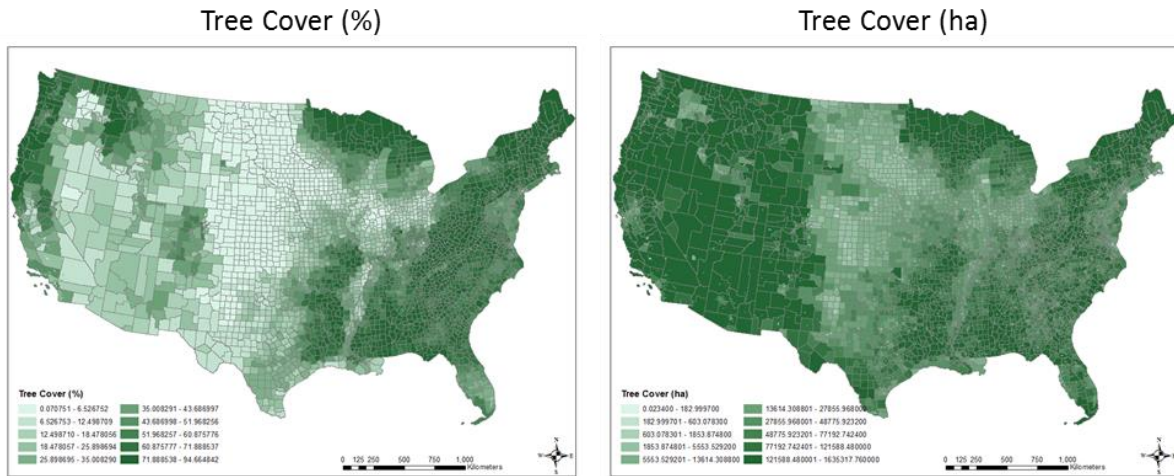 Tree Cover (%)
Tree Cover (ha)
Tree Cover (%)
0.070751 - 6.526752
6.526753 - 12.498709
12.498710 - 18.478056
18.478057 - 25.898694
25.898695 - 35.008290
35.008291 - 43.686997
43.686998 - 51.968256
51.968257 - 60.875776
60.875777 - 71.888537
71.888538 - 94.664842
0 125 250 500 750 1,000
Kilometers
N
W E
S
Tree Cover (ha)
0.023400 - 182.999700
182.999701 - 603.078300
603.078301 - 1853.874800
1853.874801 - 5553.529200
5553.529201 - 13614.308800
13614.308801 - 27855.968000
27855.968001 - 48775.923200
48775.923201 - 77192.742400
77192.742401 - 121588.480000
121588.480001 - 1635317.760000
0 125 250 500 750 1,000
Kilometers
N
W E
S